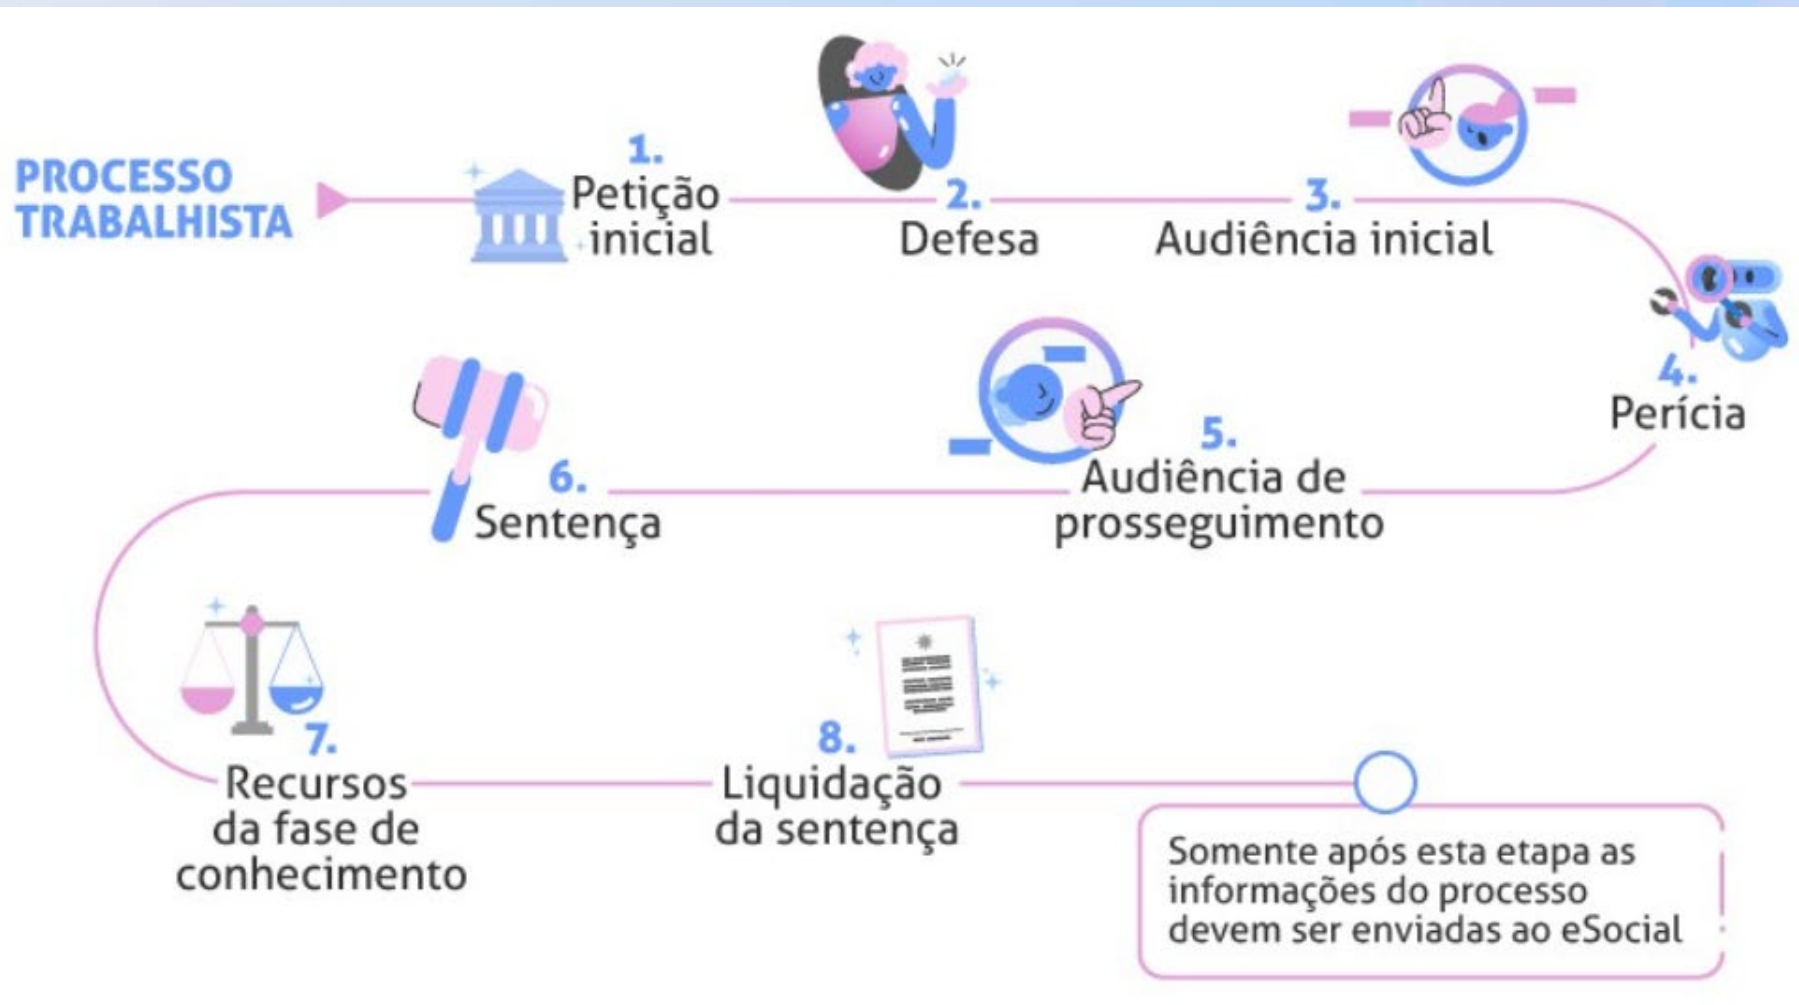 PROCESSO
TRABALHISTA
1.
Petição
inicial
2.
Defesa
3.
Audiência inicial
4.
Perícia
5.
Audiência de
prosseguimento
6.
Sentença
7.
Recursos
da fase de
conhecimento
8.
Liquidação
da sentença
Somente após esta etapa as
informações do processo
devem ser enviadas ao eSocial